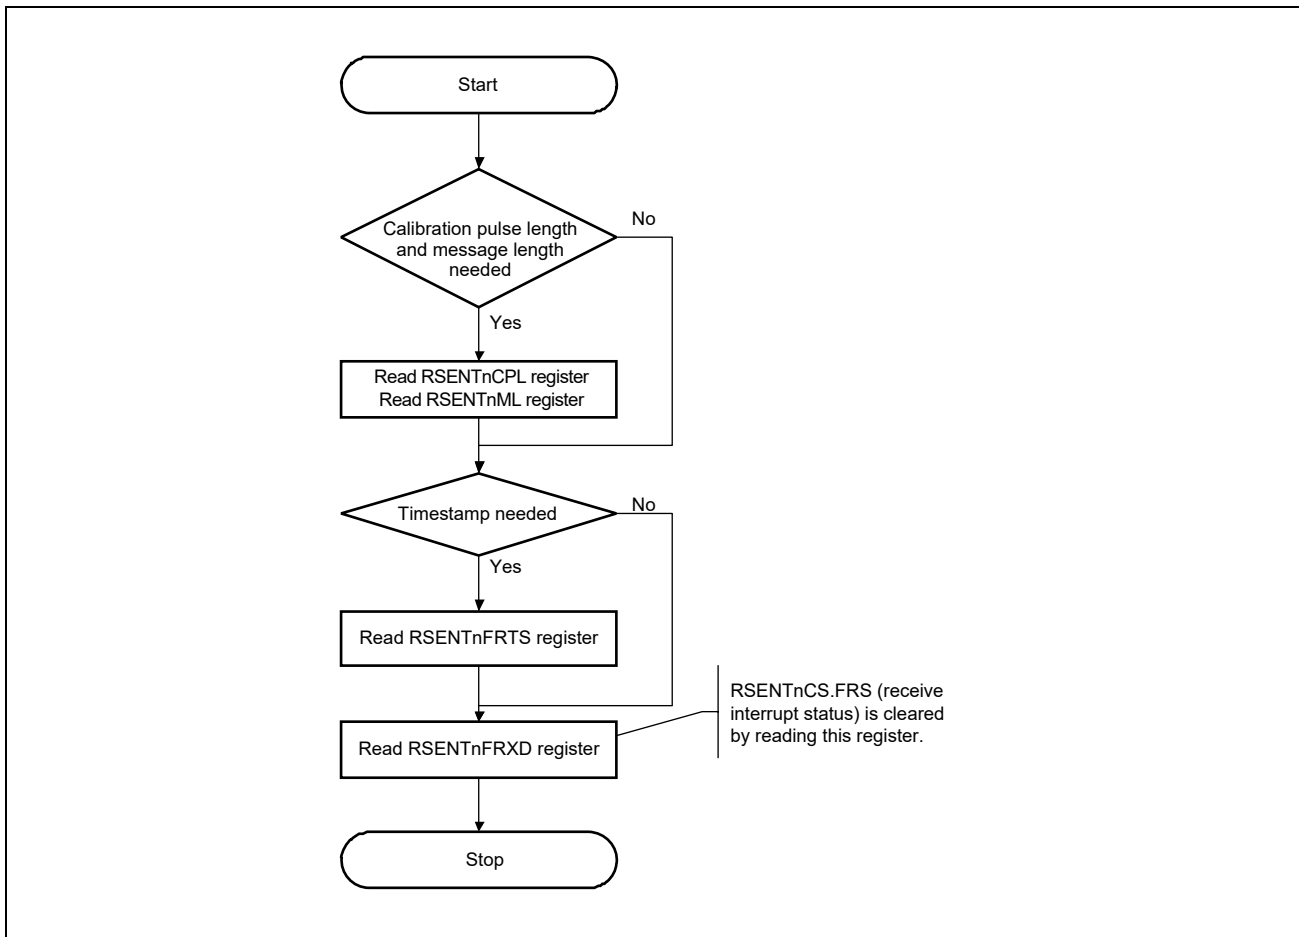 Start
Calibration pulse length
and message length
needed
No
Yes
Read RSENTnCPL register
Read RSENTnML register
Timestamp needed
No
Yes
Read RSENTnFRTS register
RSENTnCS.FRS (receive
interrupt status) is cleared
by reading this register.
Read RSENTnFRXD register
Stop